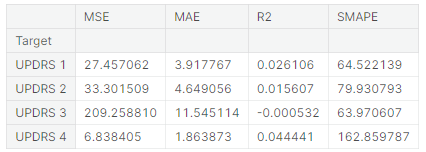 MSE MAE R2 SMAPE
Target
UPDRS 1 27.457062 3.917767 0.026106 64.522139
UPDRS 2 33.301509 4.649056 0.015416 79.930793
UPDRS 3 209.258810 11.545114 -0.000532 63.970607
UPDRS 4 6.838405 1.863873 0.044441 162.859787